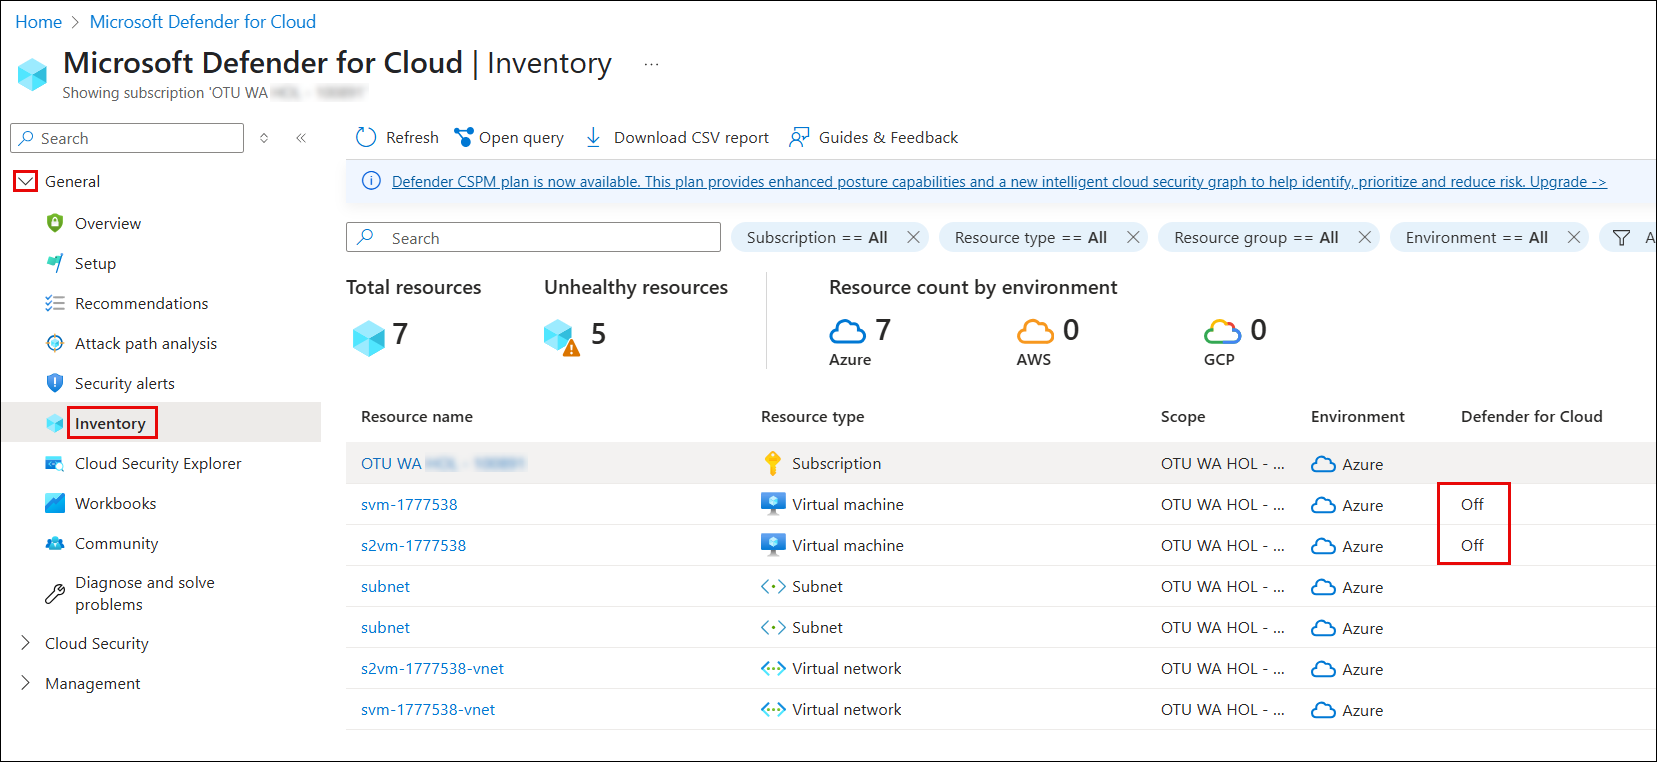 Home > Microsoft Defender for Cloud
Microsoft Defender for Cloud | Inventory ...
Showing subscription 'OTU WA
Search
General
Overview
Setup
Recommendations
Attack path analysis
Security alerts
Inventory
Cloud Security Explorer
Workbooks
Community
Diagnose and solve
problems
Cloud Security
Management
Refresh Open query Download CSV report Guides & Feedback
Defender CSPM plan is now available. This plan provides enhanced posture capabilities and a new intelligent cloud security graph to help identify, prioritize and reduce risk. Upgrade ->
Search Subscription == All Resource type == All Resource group == All Environment == All A
Total resources Unhealthy resources Resource count by environment
7 5 7 0 0
Azure AWS GCP
Resource name Resource type Scope Environment Defender for Cloud
OTU WA Subscription OTU WA HOL - ... Azure
svm-1777538 Virtual machine OTU WA HOL - ... Azure Off
s2vm-1777538 Virtual machine OTU WA HOL - ... Azure Off
subnet Subnet OTU WA HOL - ... Azure
subnet Subnet OTU WA HOL - ... Azure
s2vm-1777538-vnet Virtual network OTU WA HOL - ... Azure
svm-1777538-vnet Virtual network OTU WA HOL - ... Azure